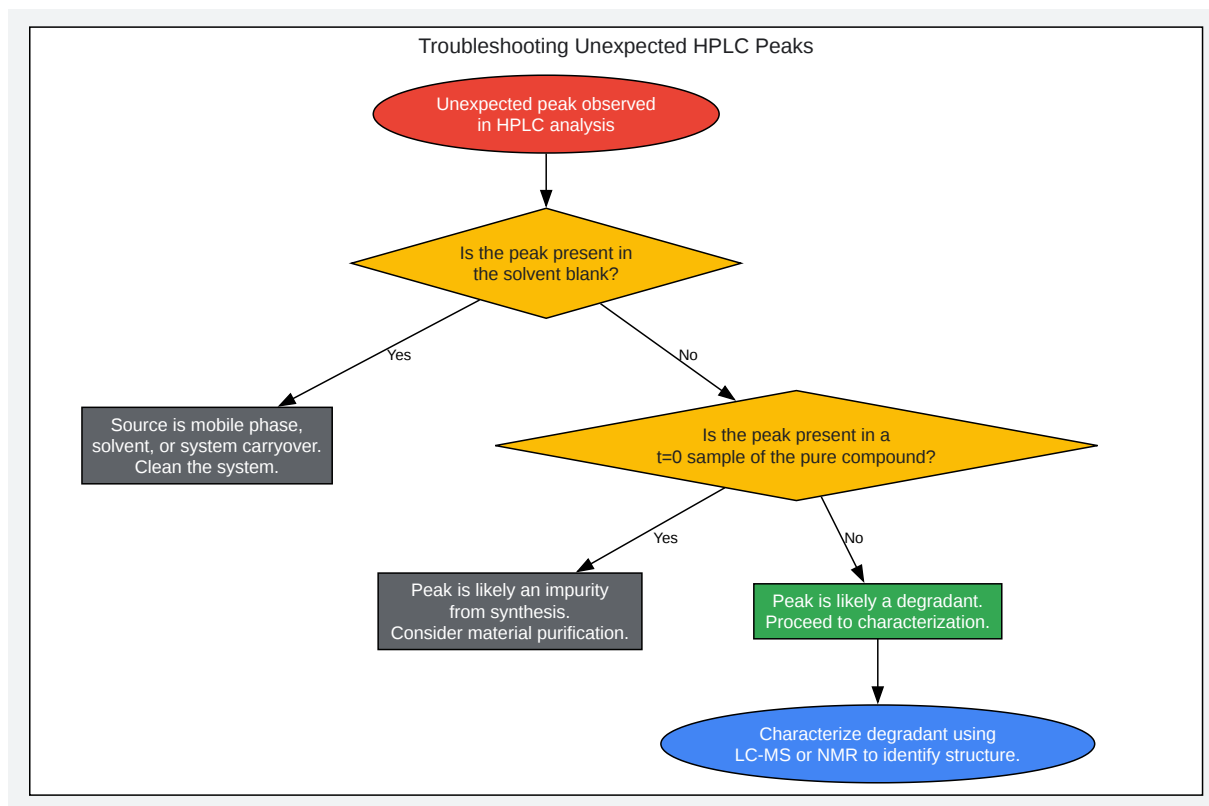 Troubleshooting Unexpected HPLC Peaks
Unexpected peak observed
in HPLC analysis
Is the peak present in
the solvent blank?
Yes
No
Source is mobile phase,
solvent, or system carryover.
Clean the system.
Is the peak present in a
t=0 sample of the pure compound?
Yes
No
Peak is likely an impurity
from synthesis.
Consider material purification.
Peak is likely a degradant.
Proceed to characterization.
Characterize degradant using
LC-MS or NMR to identify structure.